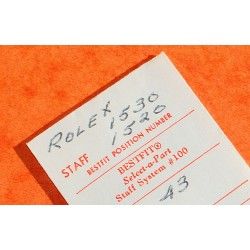 ROLEX 1530
1520
STAFF
BESTFIT POSITION NUMBER
BESTFIT®
Select-a-Part
Staff System #100
43